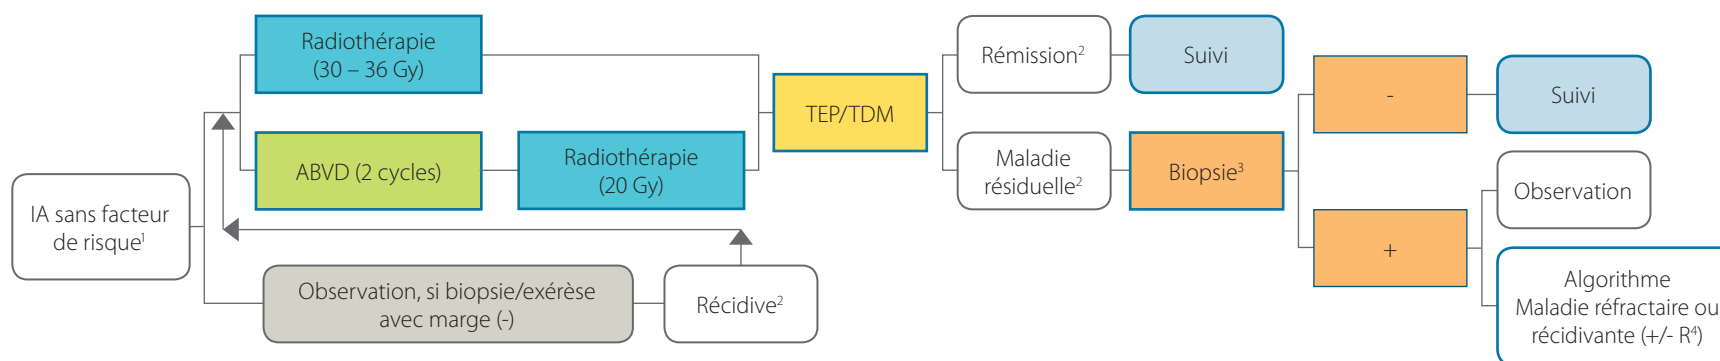 Radiothérapie
(30 – 36 Gy)
Rémission²
Suivi
-
Suivi
TEP/TDM
ABVD (2 cycles)
Radiothérapie
(20 Gy)
Maladie
résiduelle²
Biopsie³
Observation
IA sans facteur
de risque¹
+
Observation, si biopsie/exérèse
avec marge (-)
Récidive²
Algorithme
Maladie réfractaire ou
récidivante (+/- R⁴)